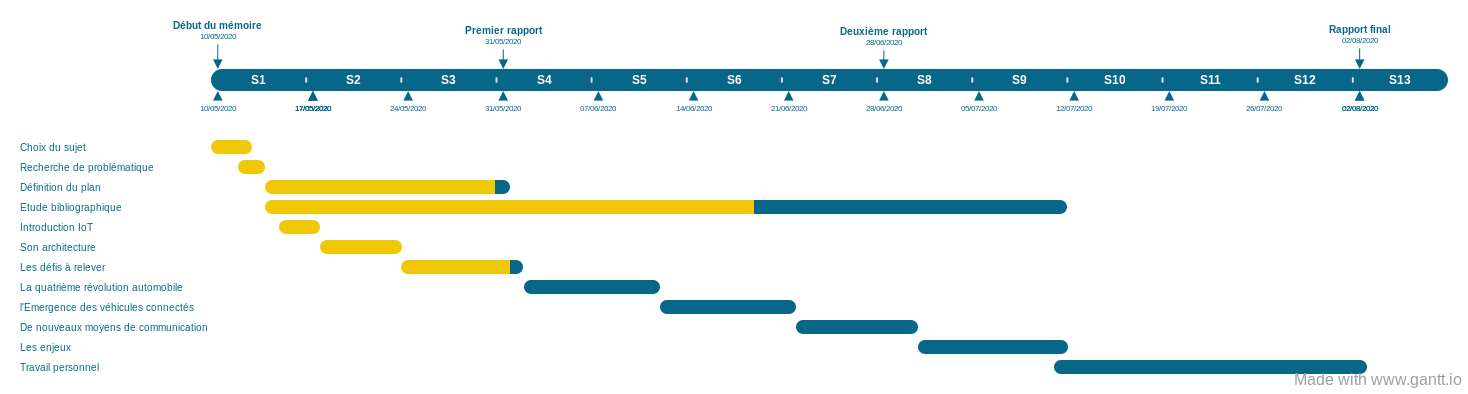 Début du mémoire
10/05/2020
Premier rapport
31/05/2020
Deuxième rapport
28/06/2020
Rapport final
02/08/2020
S1 S2 S3 S4 S5 S6 S7 S8 S9 S10 S11 S12 S13
10/05/2020 17/05/2020 24/05/2020 31/05/2020 07/06/2020 14/06/2020 21/06/2020 28/06/2020 05/07/2020 12/07/2020 19/07/2020 26/07/2020 02/08/2020
Choix du sujet
Recherche de problématique
Définition du plan
Etude bibliographique
Introduction IoT
Son architecture
Les défis à relever
La quatrième révolution automobile
l'Emergence des véhicules connectés
De nouveaux moyens de communication
Les enjeux
Travail personnel
Made with www.gantt.io